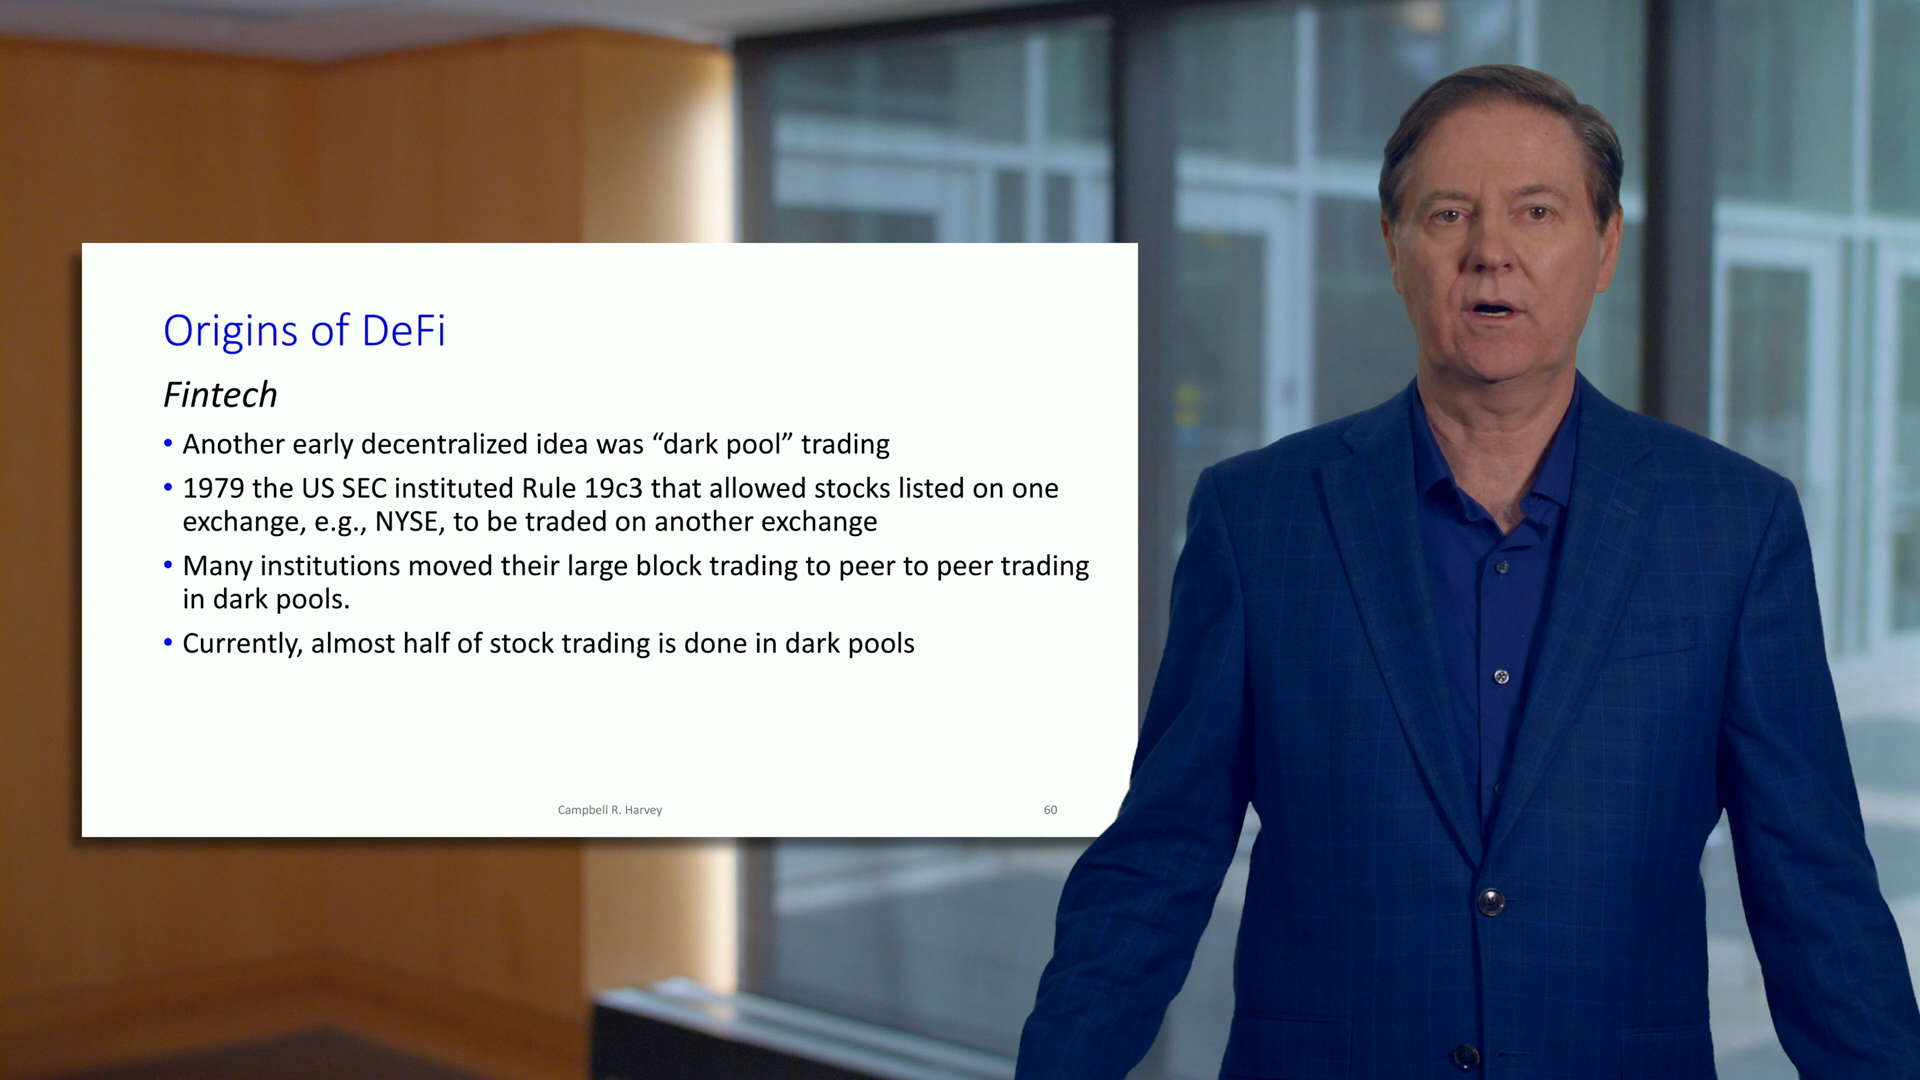 Origins of DeFi
Fintech
• Another early decentralized idea was “dark pool” trading
• 1979 the US SEC instituted Rule 19c3 that allowed stocks listed on one
exchange, e.g., NYSE, to be traded on another exchange
• Many institutions moved their large block trading to peer to peer trading
in dark pools.
• Currently, almost half of stock trading is done in dark pools
Campbell R. Harvey
60